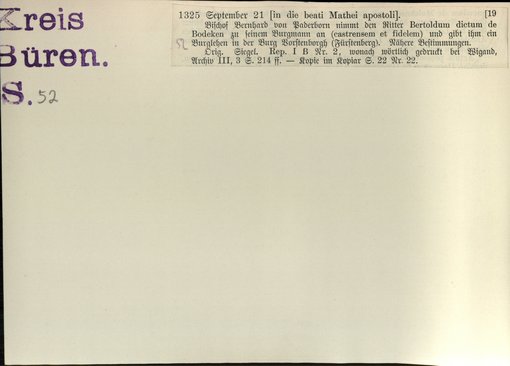 Kreis
Büren.
S. 52
1325 September 21 [in die beati Mathei apostoli]. [19
Bischof Bernhard von Paderborn nimmt den Ritter Bertoldum dictum de
Bodeken zu seinem Burgmann an (castrensem et fidelem) und gibt ihm ein
Burglehen in der Burg Vorstenbergh (Fürstenberg). Nähere Bestimmungen.
Orig. Siegel. Rep. I B Nr. 2, wonach wörtlich gedruckt bei Wigand,
Archiv III, 3 S. 214 ff. — Kopie im Kopiar S. 22 Nr. 22.